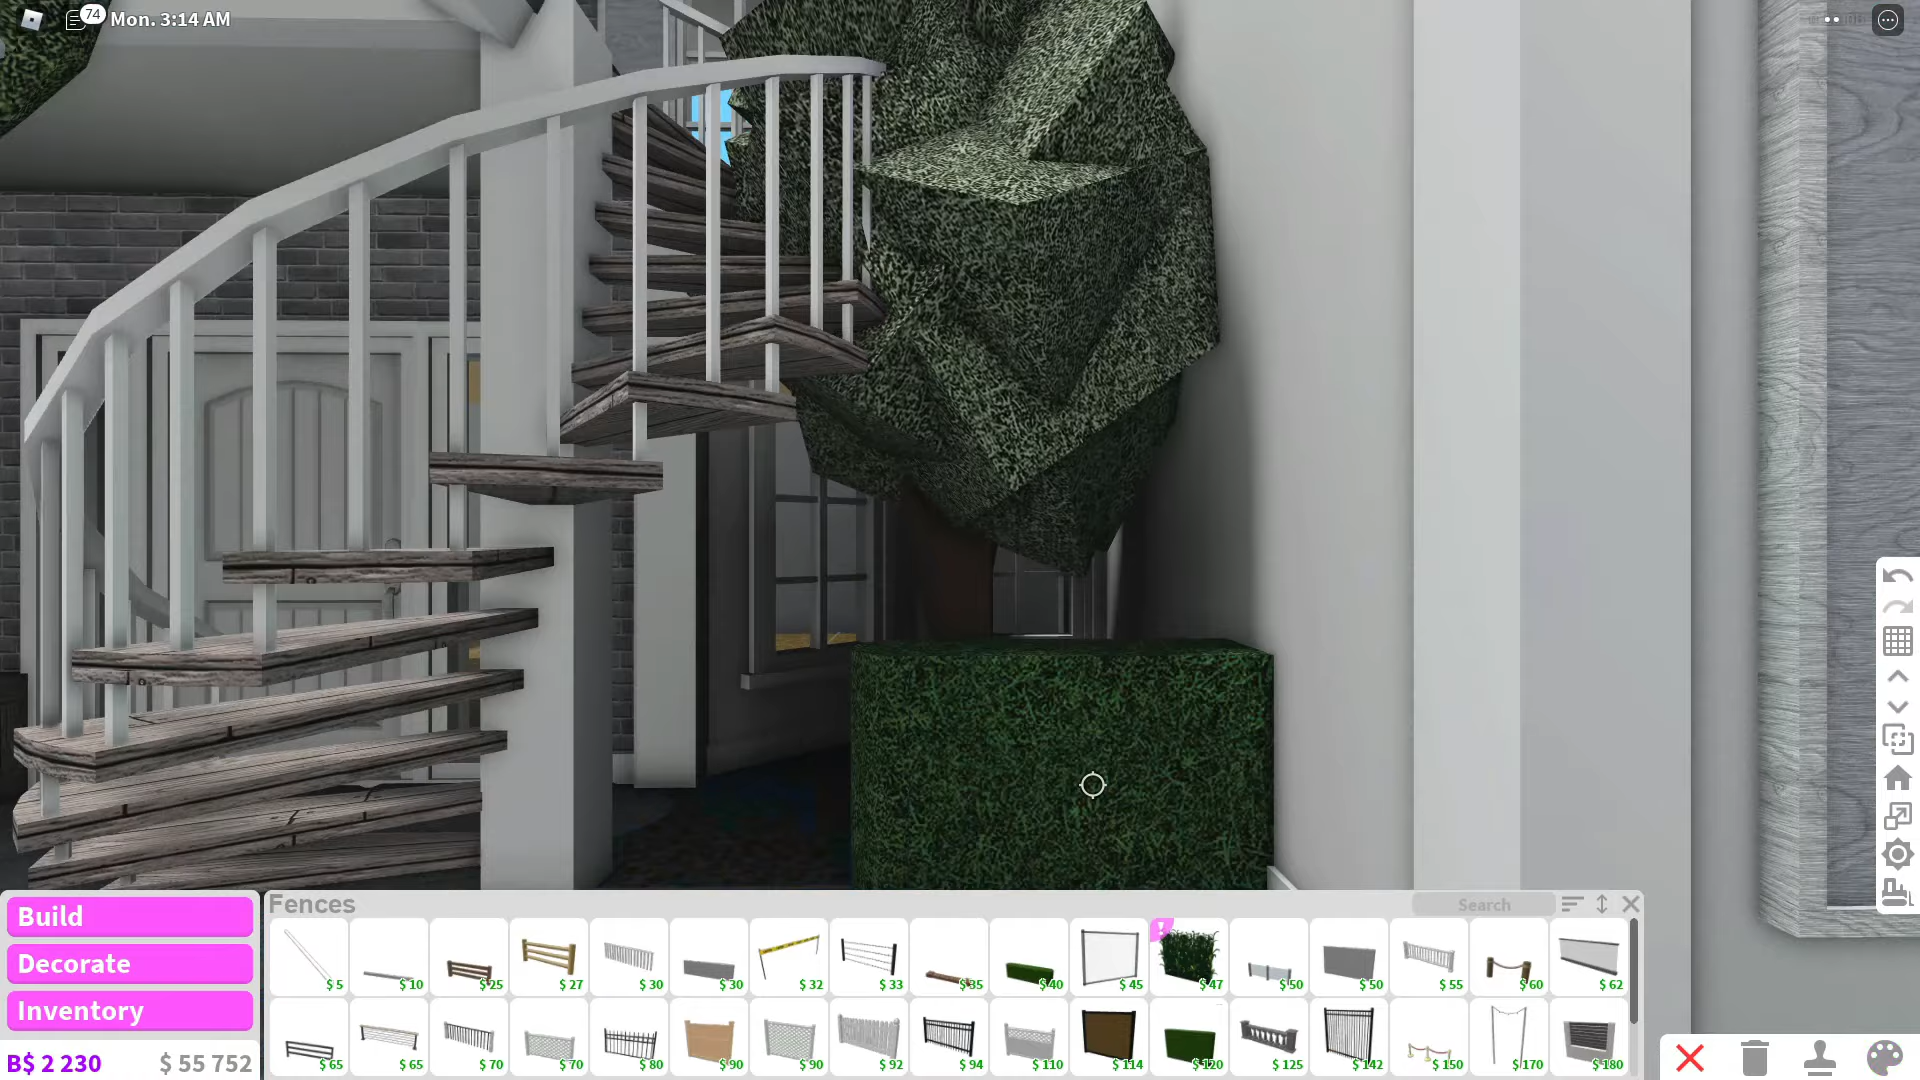 74 Mon. 3:14 AM
Fences
Search
Build
Decorate
Inventory
B$ 2 230
$ 55 752
$ 5 $ 10 $ 25 $ 27 $ 30 $ 30 $ 32 $ 33 $ 35 $ 40 $ 45 $ 47 $ 50 $ 50 $ 55 $ 60 $ 62
$ 65 $ 65 $ 70 $ 70 $ 80 $ 90 $ 90 $ 92 $ 94 $ 110 $ 114 $ 120 $ 125 $ 142 $ 150 $ 170 $ 180